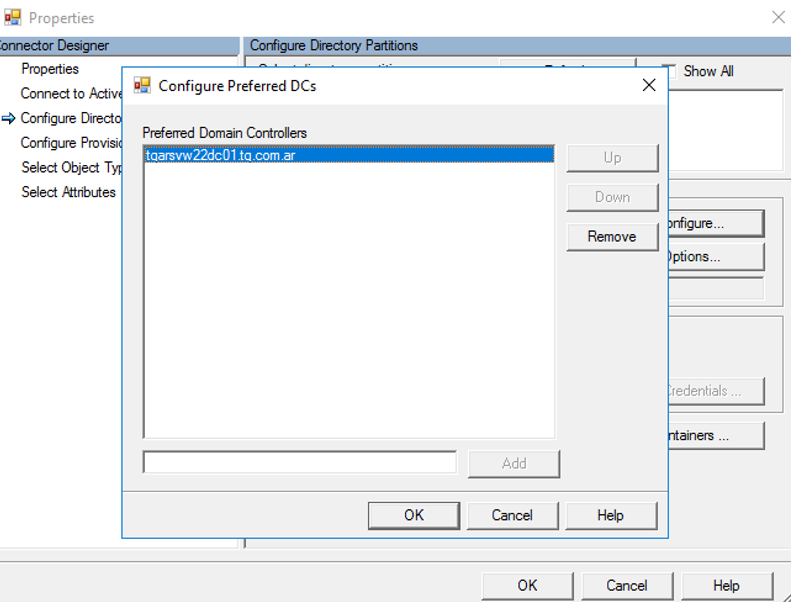 Properties
Connector Designer
Configure Directory Partitions
Properties
Connect to Active
Configure Directo
Configure Provisio
Select Object Typ
Select Attributes
Show All
Configure Preferred DCs
Preferred Domain Controllers
tgarsvw22dc01.tg.com.ar
Up
Down
Remove
onfigure...
Options...
Credentials ...
ntainers ...
Add
OK
Cancel
Help
OK
Cancel
Help